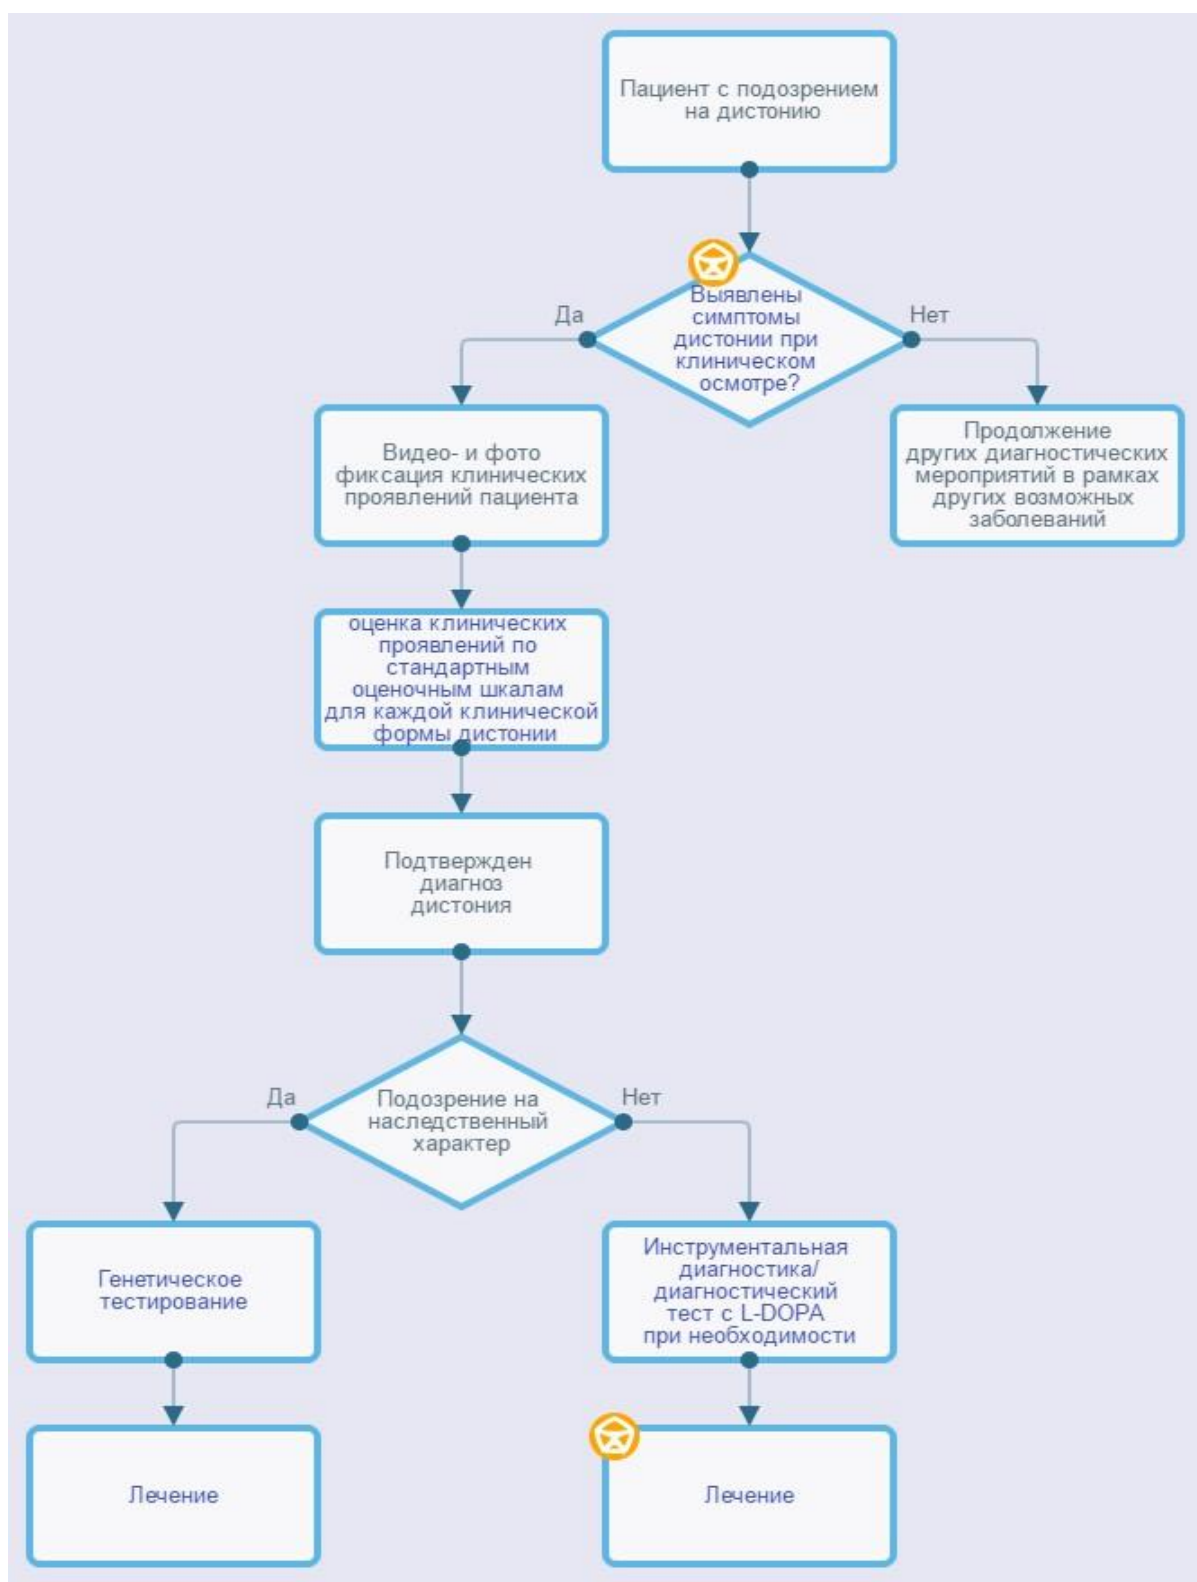 Пациент с подозрением
на дистонию
Выявлены
симптомы
дистонии при
клиническом
осмотре?
Да
Нет
Видео- и фото
фиксация клинических
проявлений пациента
Продолжение
других диагностических
мероприятий в рамках
других возможных
заболеваний
оценка клинических
проявлений по
стандартным
оценочным шкалам
для каждой клинической
формы дистонии
Подтвержден
диагноз
дистония
Подозрение на
наследственный
характер
Да
Нет
Генетическое
тестирование
Инструментальная
диагностика/
диагностический
тест с L-DOPA
при необходимости
Лечение
Лечение